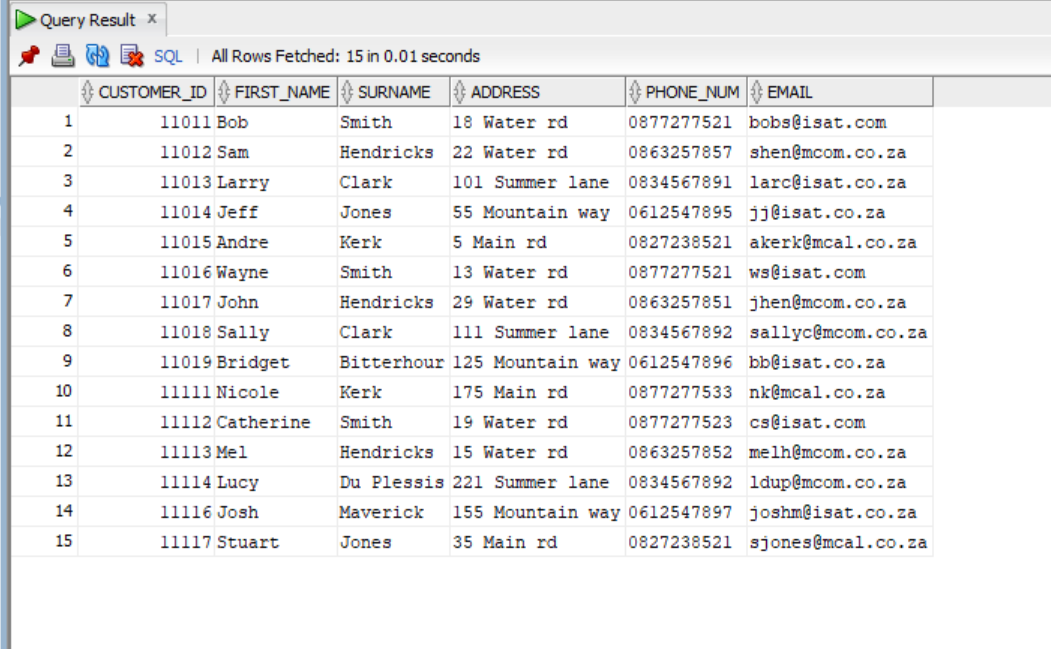 Query Result x
SQL | All Rows Fetched: 15 in 0.01 seconds
CUSTOMER_ID FIRST_NAME SURNAME ADDRESS PHONE_NUM EMAIL
1 11011 Bob Smith 18 Water rd 0877277521 bobs@isat.com
2 11012 Sam Hendricks 22 Water rd 0863257857 shen@mcom.co.za
3 11013 Larry Clark 101 Summer lane 0834567891 larc@isat.co.za
4 11014 Jeff Jones 55 Mountain way 0612547895 jj@isat.co.za
5 11015 Andre Kerk 5 Main rd 0827238521 akerk@mcal.co.za
6 11016 Wayne Smith 13 Water rd 0877277521 ws@isat.com
7 11017 John Hendricks 29 Water rd 0863257851 jhen@mcom.co.za
8 11018 Sally Clark 111 Summer lane 0834567892 sallyc@mcom.co.za
9 11019 Bridget Bitterhour 125 Mountain way 0612547896 bb@isat.co.za
10 11111 Nicole Kerk 175 Main rd 0877277533 nk@mcal.co.za
11 11112 Catherine Smith 19 Water rd 0877277523 cs@isat.com
12 11113 Mel Hendricks 15 Water rd 0863257852 melh@mcom.co.za
13 11114 Lucy Du Plessis 221 Summer lane 0834567892 ldup@mcom.co.za
14 11116 Josh Maverick 155 Mountain way 0612547897 joshm@isat.co.za
15 11117 Stuart Jones 35 Main rd 0827238521 sjones@mcal.co.za